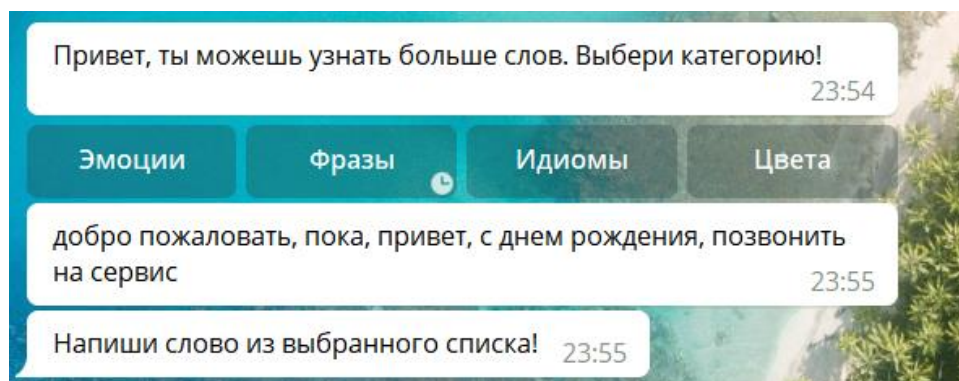 Привет, ты можешь узнать больше слов. Выбери категорию!
23:54
Эмоции Фразы Идиомы Цвета
добро пожаловать, пока, привет, с днем рождения, позвонить
на сервис
23:55
Напиши слово из выбранного списка! 23:55